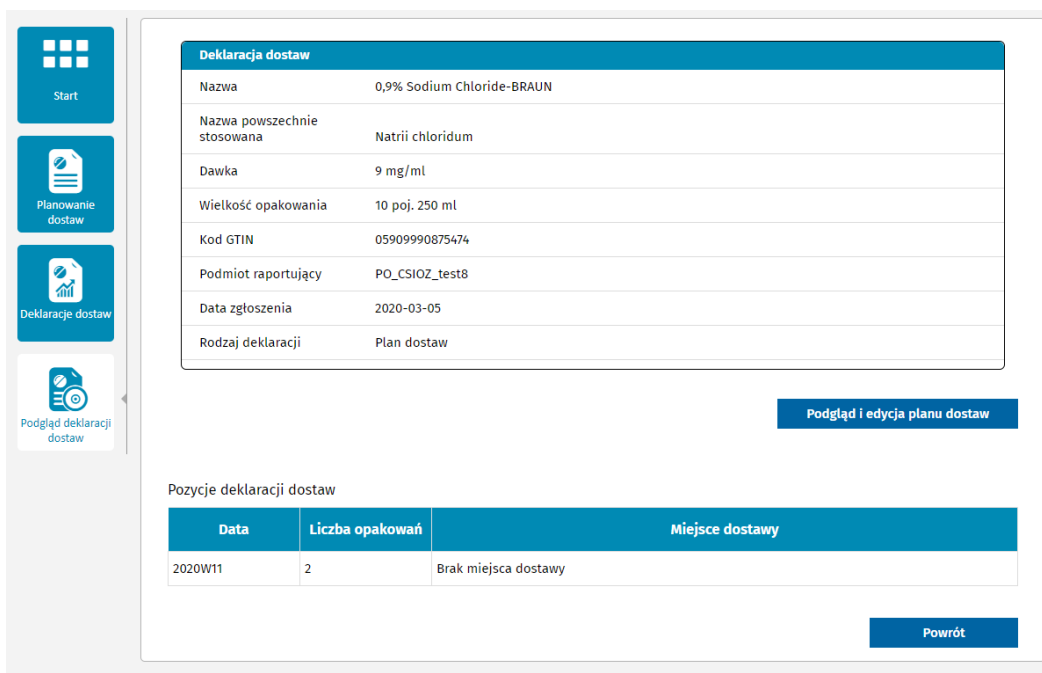 Start
Planowanie
dostaw
Deklaracje dostaw
Podgląd deklaracji
dostaw
Deklaracja dostaw
Nazwa 0,9% Sodium Chloride-BRAUN
Nazwa powszechnie
stosowana Natrii chloridum
Dawka 9 mg/ml
Wielkość opakowania 10 poj. 250 ml
Kod GTIN 05909990875474
Podmiot raportujący PO_CSIOZ_test8
Data zgłoszenia 2020-03-05
Rodzaj deklaracji Plan dostaw
Podgląd i edycja planu dostaw
Pozycje deklaracji dostaw
Data Liczba opakowań Miejsce dostawy
2020W11 2 Brak miejsca dostawy
Powrót